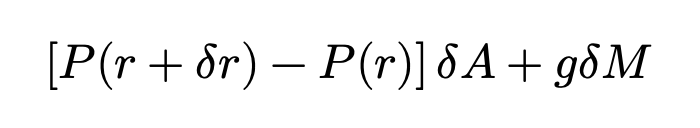 [P(r + δr) − P(r)] δA + gδM